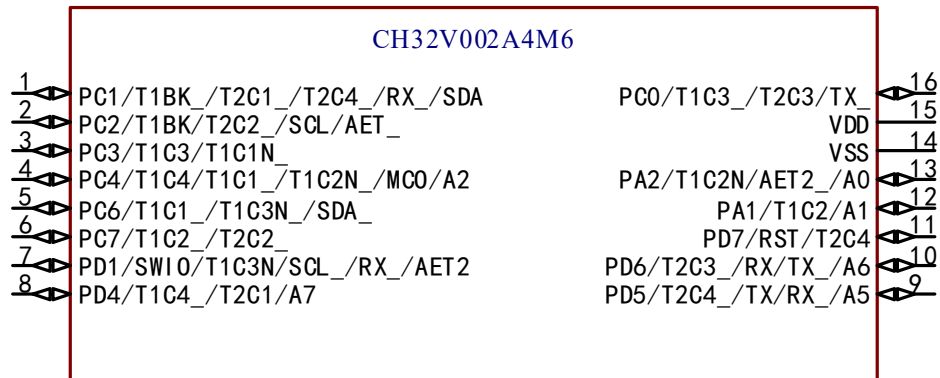 CH32V002A4M6
1 PC1/T1BK_/T2C1_/T2C4_/RX_/SDA PC0/T1C3_/T2C3/TX_ 16
2 PC2/T1BK/T2C2_/SCL/AET_ VDD 15
3 PC3/T1C3/T1C1N_ VSS 14
4 PC4/T1C4/T1C1_/T1C2N_/MCO/A2 PA2/T1C2N/AET2_/A0 13
5 PC6/T1C1_/T1C3N_/SDA_ PA1/T1C2/A1 12
6 PC7/T1C2_/T2C2_ PD7/RST/T2C4 11
7 PD1/SWIO/T1C3N/SCL_/RX_/AET2 PD6/T2C3_/RX/TX_/A6 10
8 PD4/T1C4_/T2C1/A7 PD5/T2C4_/TX/RX_/A5 9